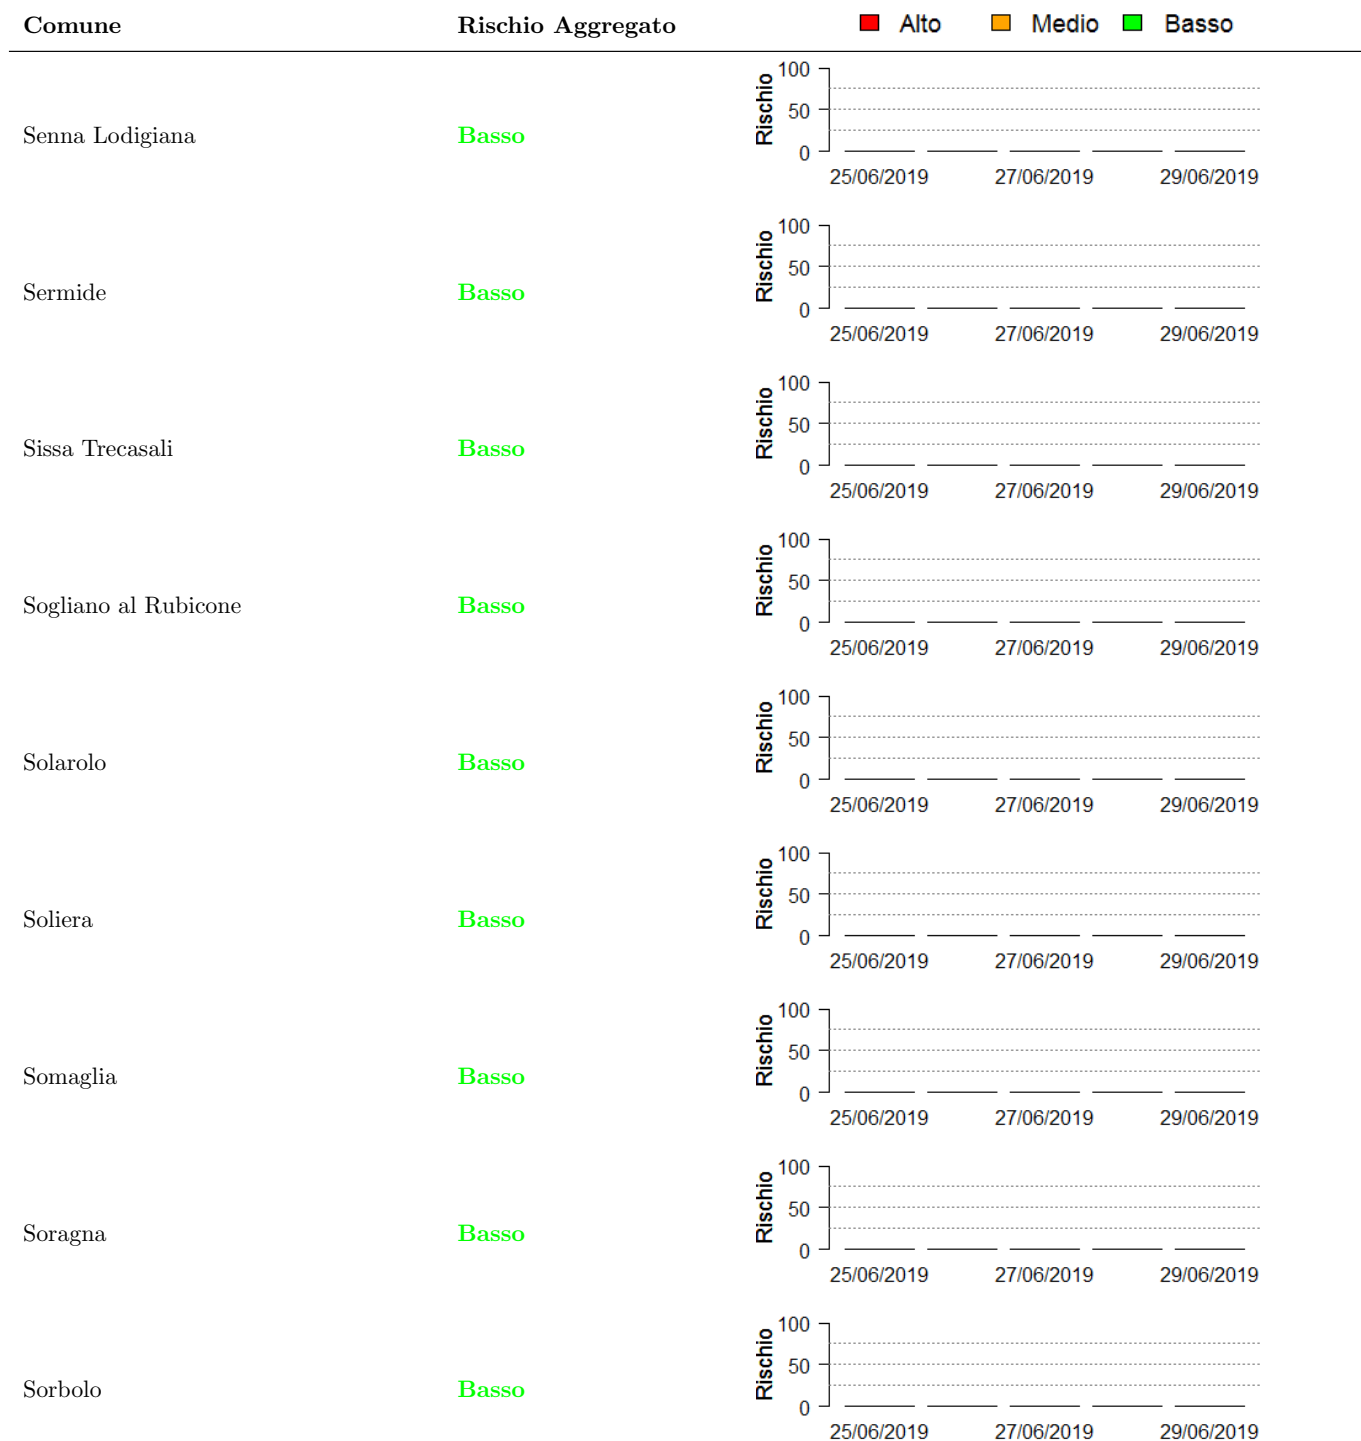 Comune Rischio Aggregato Alto Medio Basso
100
50
0
Rischio
Senna Lodigiana Basso
25/06/2019 27/06/2019 29/06/2019
100
50
0
Rischio
Sermide Basso
25/06/2019 27/06/2019 29/06/2019
100
50
0
Rischio
Sissa Trecasali Basso
25/06/2019 27/06/2019 29/06/2019
100
50
0
Rischio
Sogliano al Rubicone Basso
25/06/2019 27/06/2019 29/06/2019
100
50
0
Rischio
Solarolo Basso
25/06/2019 27/06/2019 29/06/2019
100
50
0
Rischio
Soliera Basso
25/06/2019 27/06/2019 29/06/2019
100
50
0
Rischio
Somaglia Basso
25/06/2019 27/06/2019 29/06/2019
100
50
0
Rischio
Soragna Basso
25/06/2019 27/06/2019 29/06/2019
100
50
0
Rischio
Sorbolo Basso
25/06/2019 27/06/2019 29/06/2019